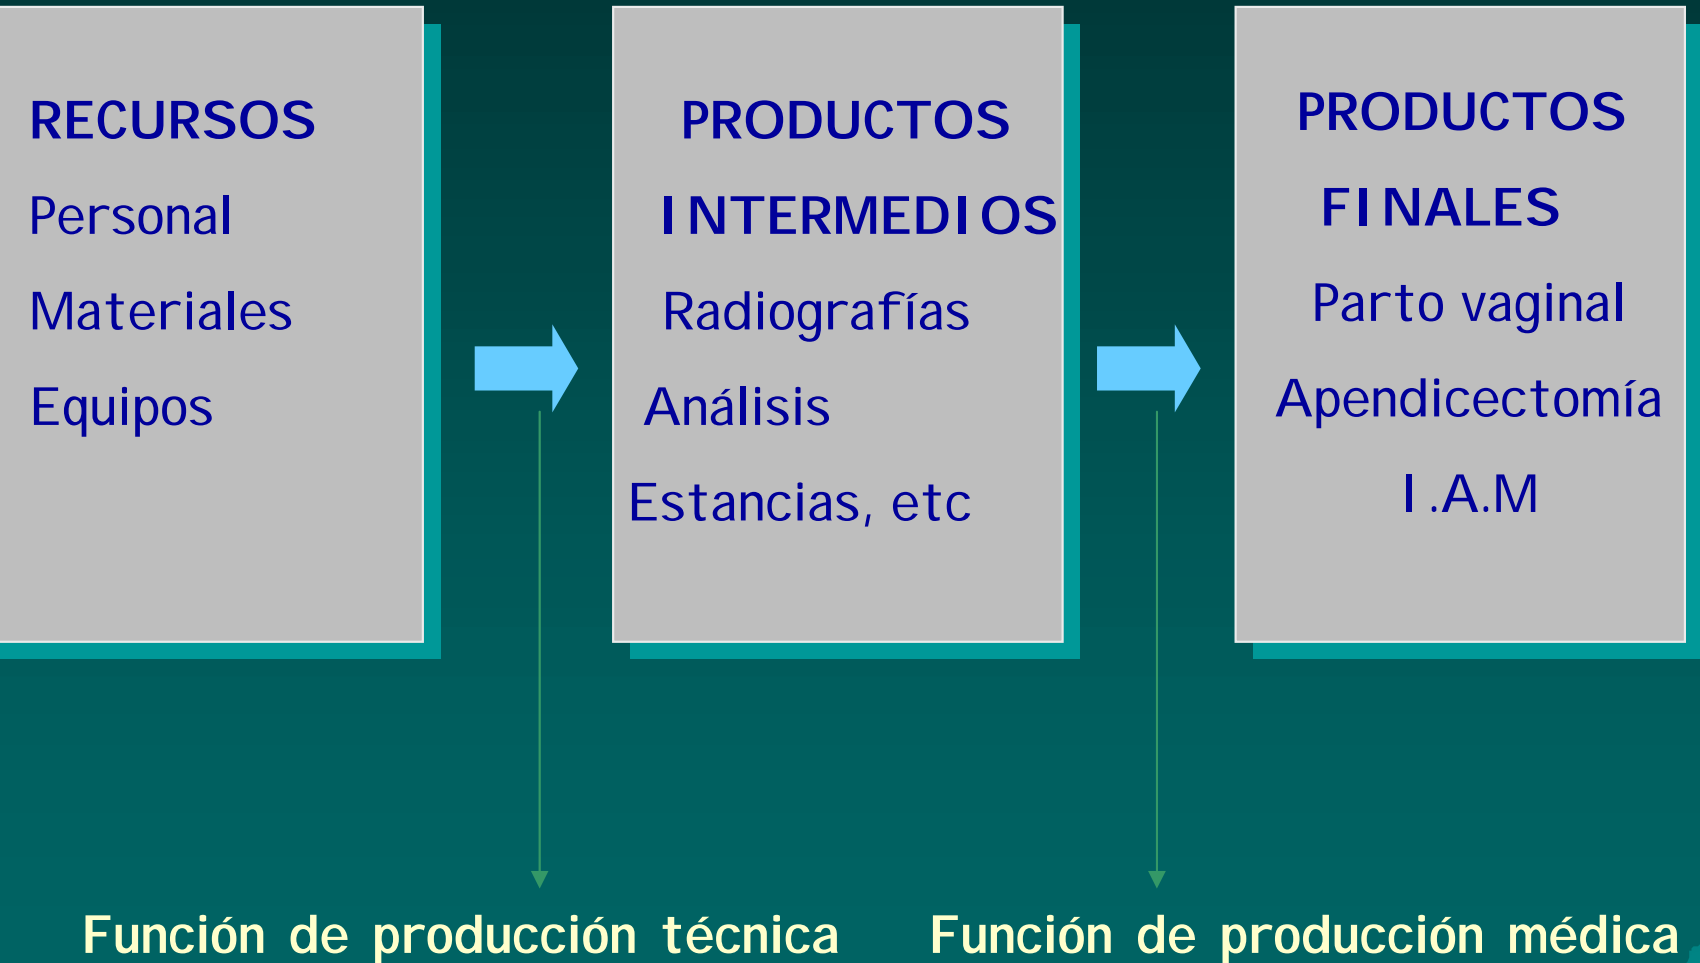 RECURSOS
Personal
Materiales
Equipos
PRODUCTOS
INTERMEDIOS
Radiografías
Análisis
Estancias, etc
PRODUCTOS
FINALES
Parto vaginal
Apendicectomía
I.A.M
Función de producción técnica
Función de producción médica